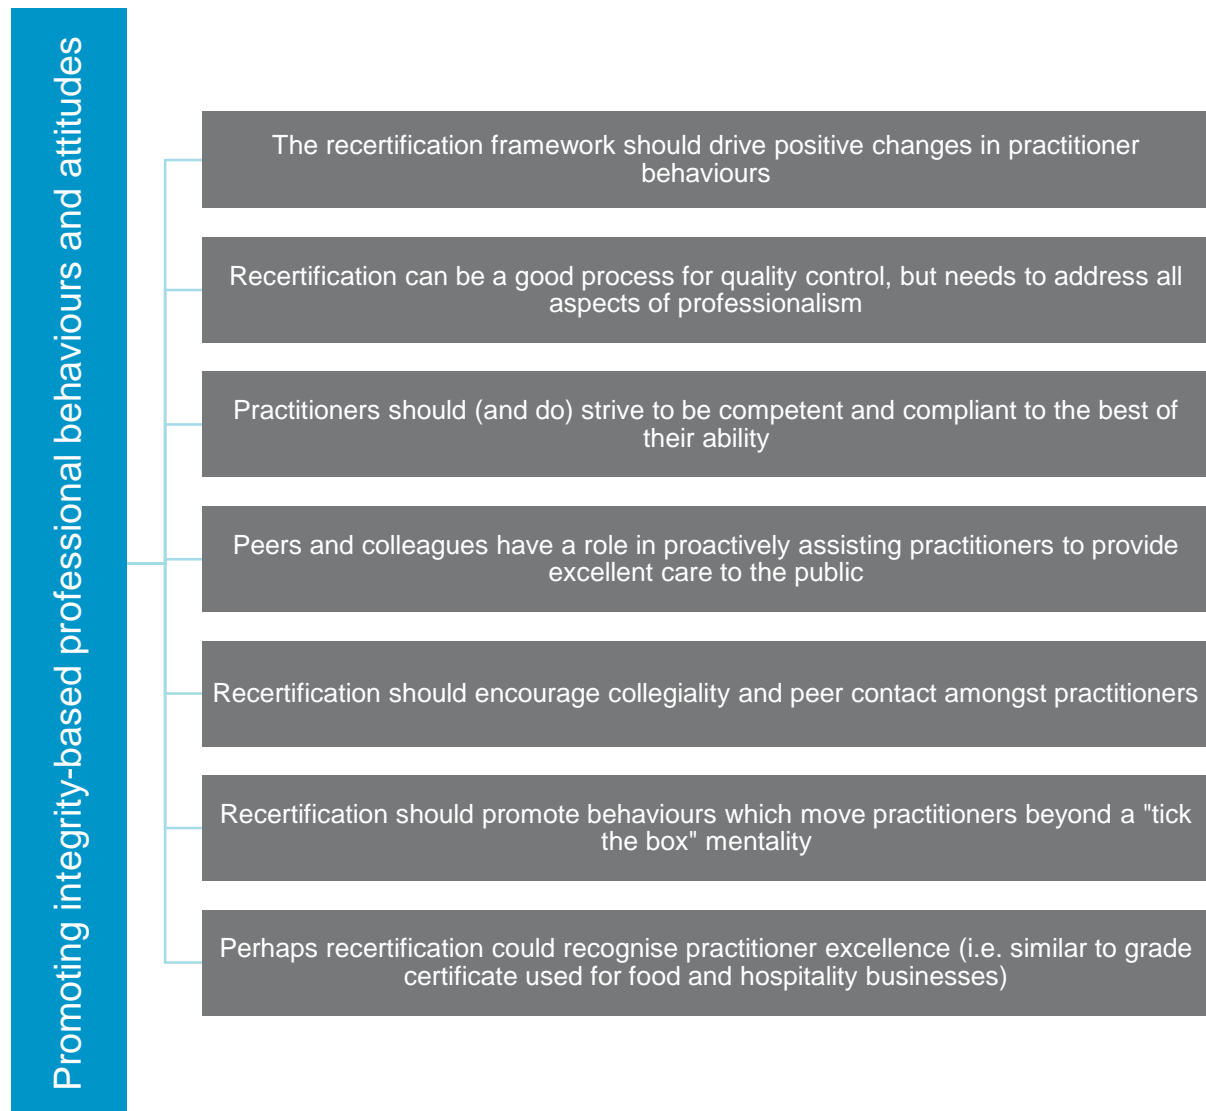 Promoting integrity-based professional behaviours and attitudes
The recertification framework should drive positive changes in practitioner
behaviours
Recertification can be a good process for quality control, but needs to address all
aspects of professionalism
Practitioners should (and do) strive to be competent and compliant to the best of
their ability
Peers and colleagues have a role in proactively assisting practitioners to provide
excellent care to the public
Recertification should encourage collegiality and peer contact amongst practitioners
Recertification should promote behaviours which move practitioners beyond a "tick
the box" mentality
Perhaps recertification could recognise practitioner excellence (i.e. similar to grade
certificate used for food and hospitality businesses)